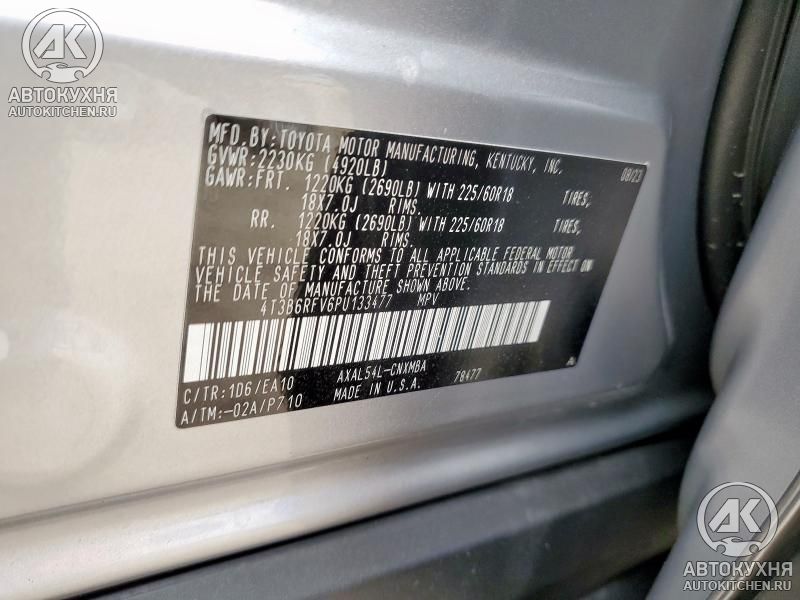 AK
АВТОКУХНЯ
AUTOKITCHEN.RU
MFD. BY: TOYOTA MOTOR MANUFACTURING, KENTUCKY, INC.
GVWR: 2230KG (4920LB) 08/23
GAWR: FRT. 1220KG (2690LB) WITH 225/60R18 TIRES,
18X7.0J RIMS.
RR. 1220KG (2690LB) WITH 225/60R18 TIRES,
18X7.0J RIMS.
THIS VEHICLE CONFORMS TO ALL APPLICABLE FEDERAL MOTOR
VEHICLE SAFETY AND THEFT PREVENTION STANDARDS IN EFFECT ON
THE DATE OF MANUFACTURE SHOWN ABOVE.
4T3B6RFV6PU133477 MPV
C/TR: 1D6/EA10 AXAL54L-CNXMBA 78477
A/TM: -02A/P710 MADE IN U.S.A. A
AK
АВТОКУХНЯ
AUTOKITCHEN.RU